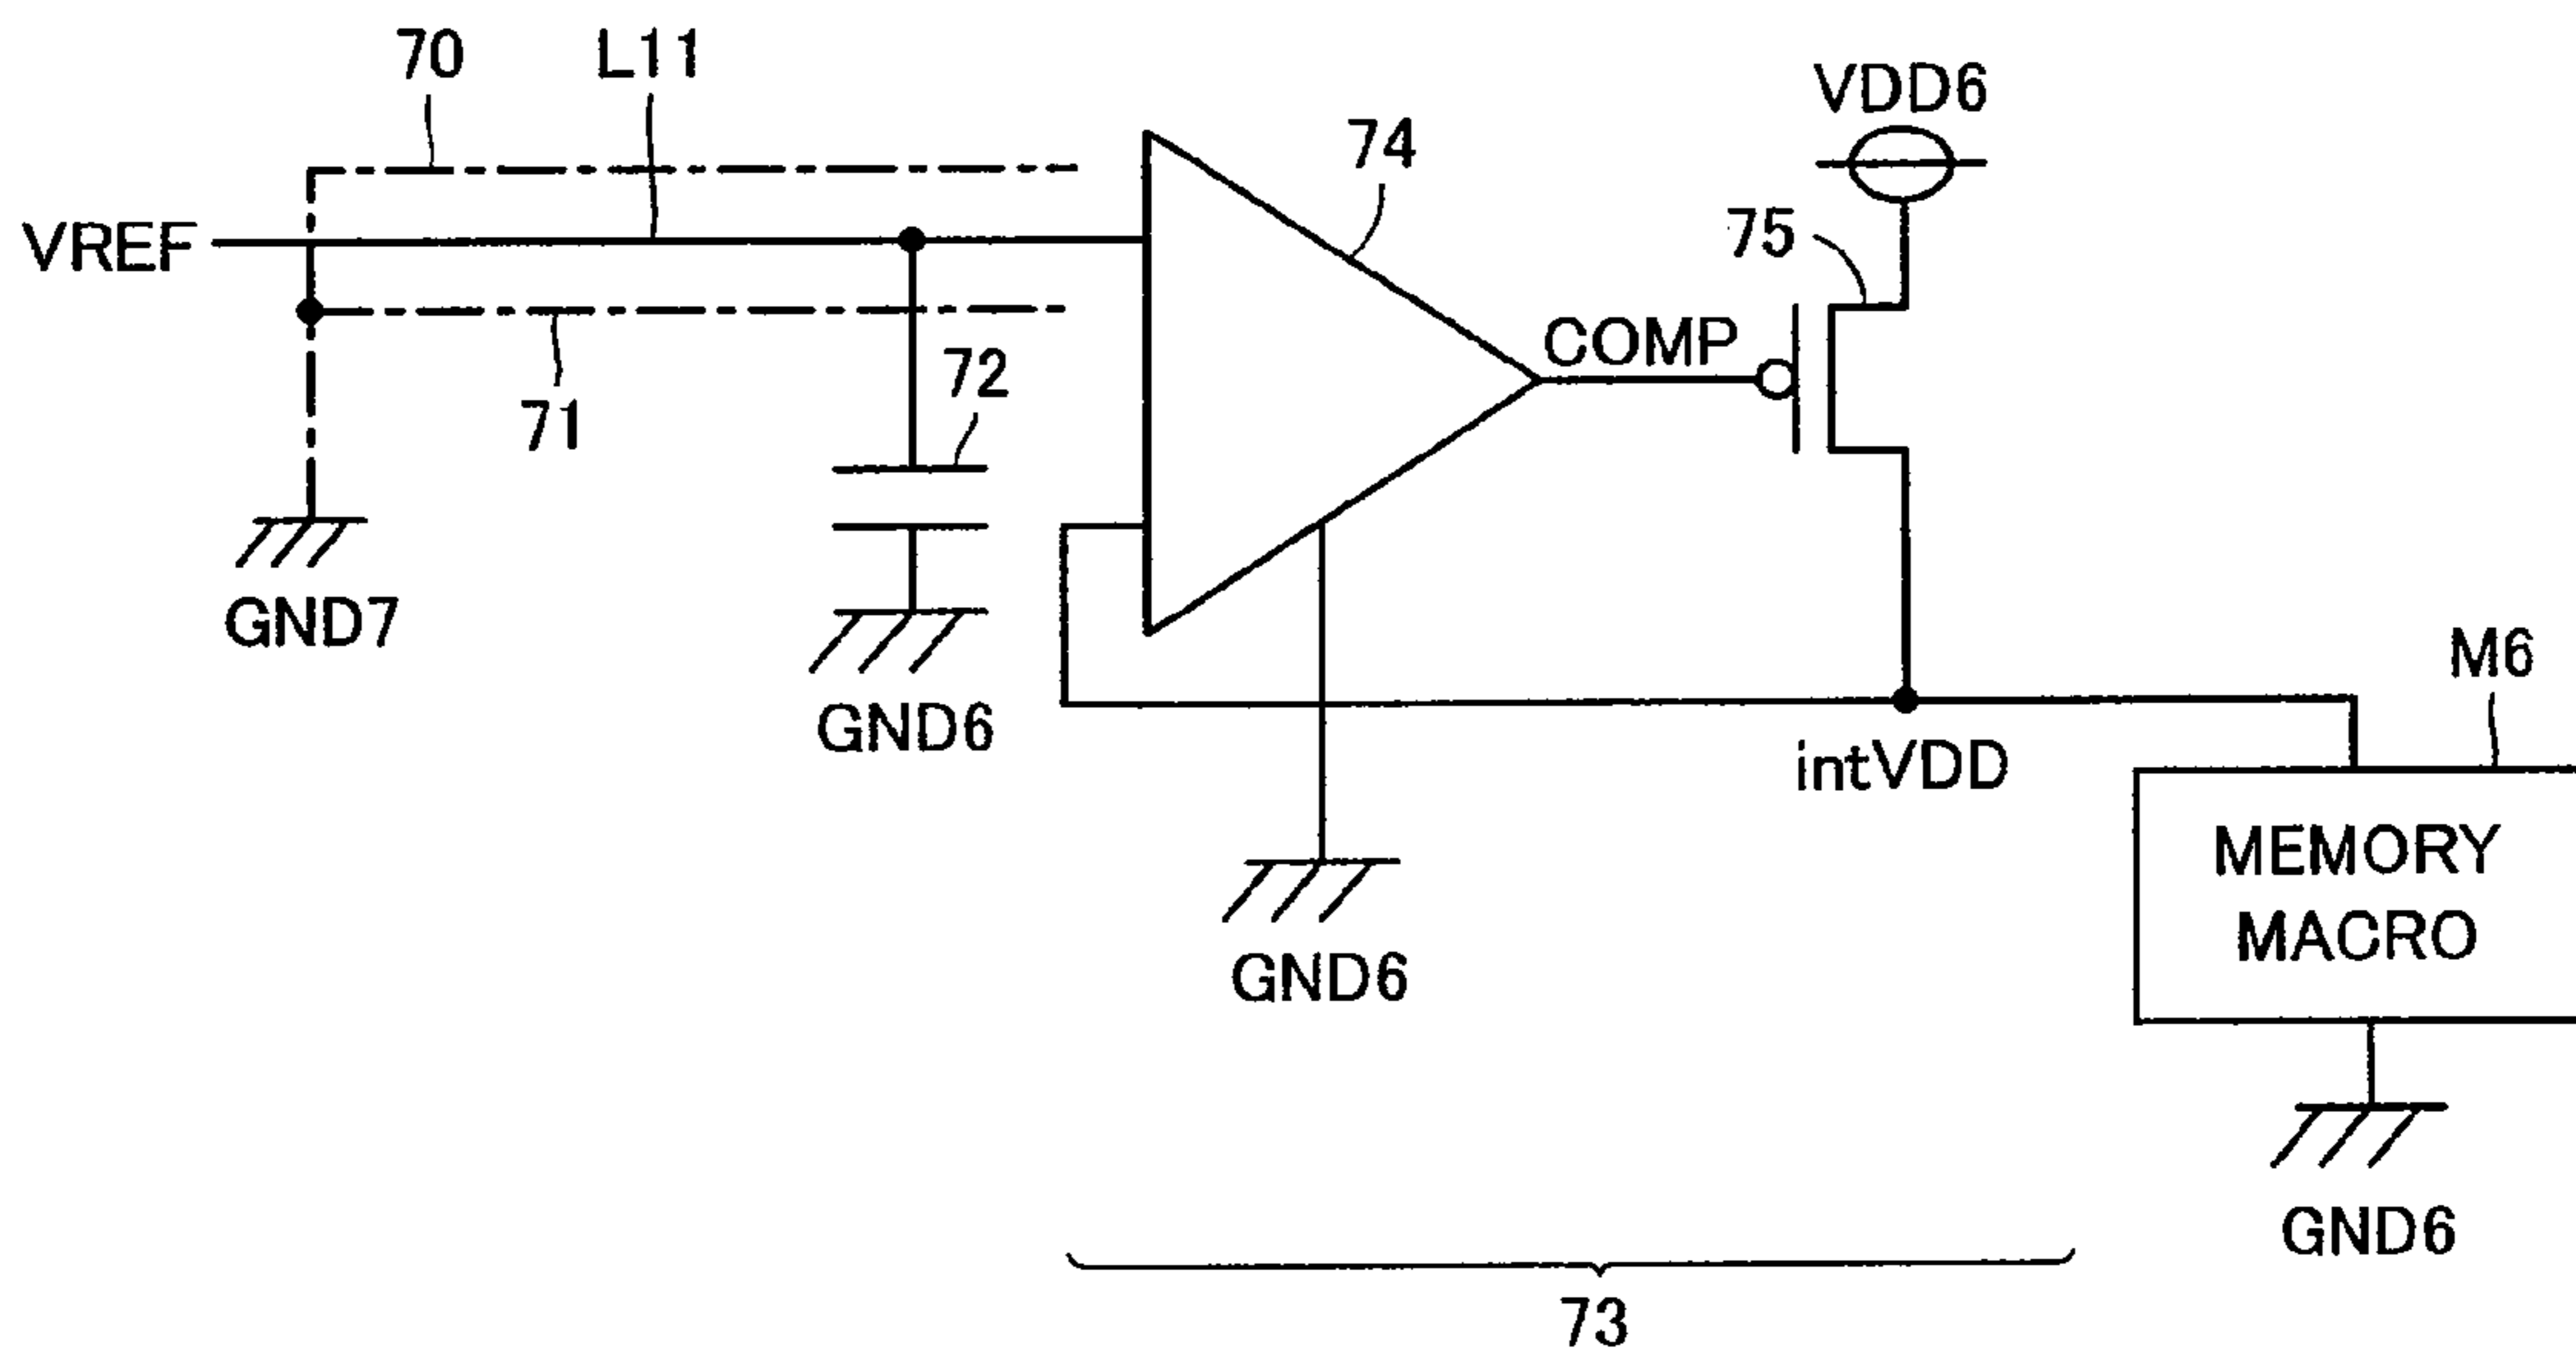 70
L11
VDD6
74
75
VREF
COMP
72
71
GND7
M6
GND6
intVDD
MEMORY
MACRO
GND6
GND6
73